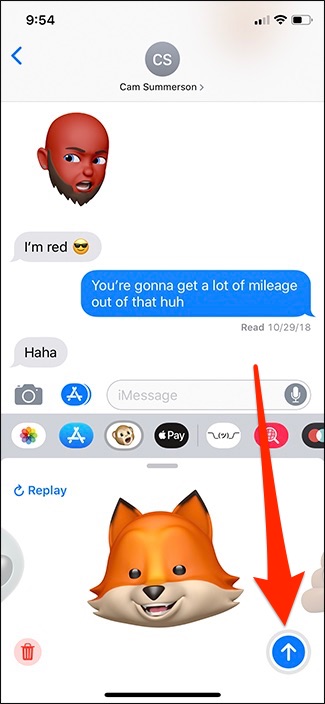 9:54
CS
Cam Summerson >
I'm red 😎
You're gonna get a lot of mileage
out of that huh
Read 10/29/18
Haha
iMessage
Pay
¯\_(ツ)_/¯
Replay